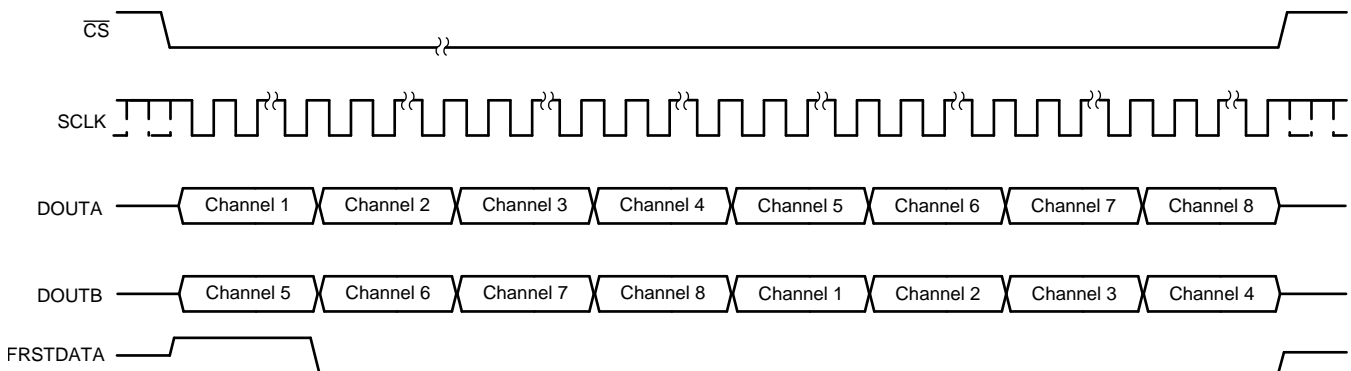 CS
SCLK
DOUTA Channel 1 Channel 2 Channel 3 Channel 4 Channel 5 Channel 6 Channel 7 Channel 8
DOUTB Channel 5 Channel 6 Channel 7 Channel 8 Channel 1 Channel 2 Channel 3 Channel 4
FRSTDATA